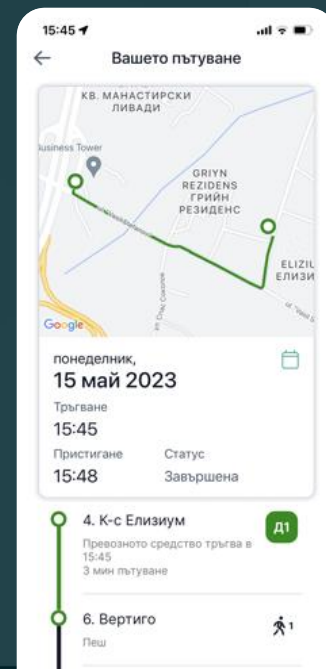 15:45
Вашето пътуване
КВ. МАНАСТИРСКИ
ЛИВАДИ
Business Tower
GRIYN
REZIDENS
ГРИЙН
РЕЗИДЕНС
ELIZIU
ЕЛИЗИ
Google
понеделник,
15 май 2023
Тръгване
15:45
Пристигане Статус
15:48 Завършена
4. К-с Елизиум
Д1
Превозното средство тръгва в
15:45
3 мин пътуване
6. Вертиго
1
Пеш